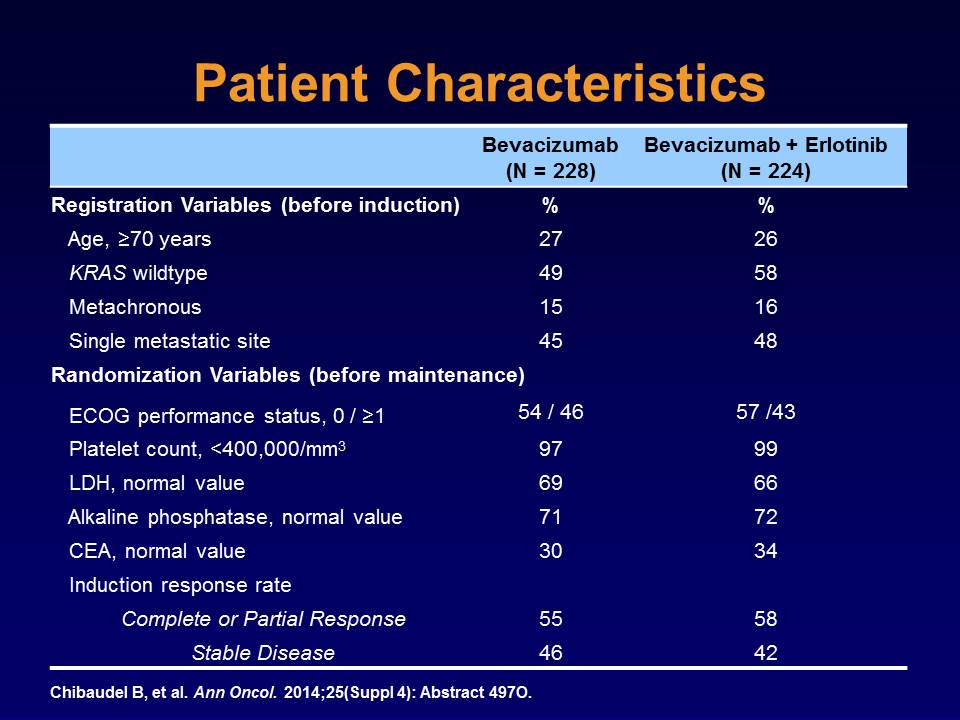 Patient Characteristics
Bevacizumab Bevacizumab + Erlotinib
(N = 228) (N = 224)
Registration Variables (before induction) % %
Age, ≥70 years 27 26
KRAS wildtype 49 58
Metachronous 15 16
Single metastatic site 45 48
Randomization Variables (before maintenance)
ECOG performance status, 0 / ≥1 54 / 46 57 /43
Platelet count, <400,000/mm³ 97 99
LDH, normal value 69 66
Alkaline phosphatase, normal value 71 72
CEA, normal value 30 34
Induction response rate
Complete or Partial Response 55 58
Stable Disease 46 42
Chibaudel B, et al. Ann Oncol. 2014;25(Suppl 4): Abstract 497O.